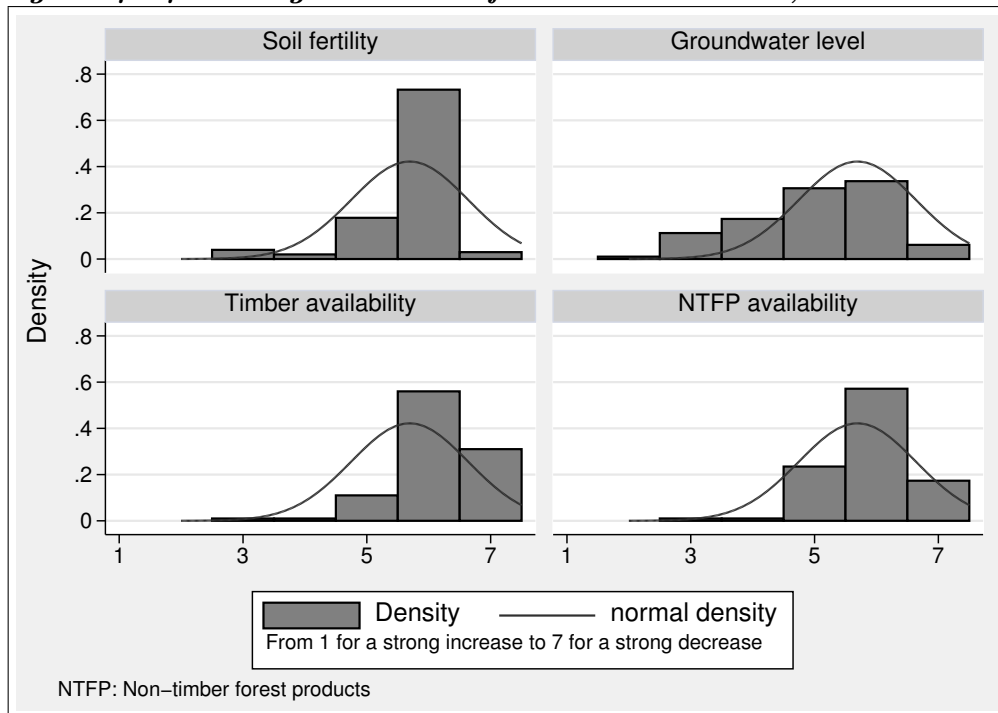 Soil fertility
Groundwater level
.8
.6
.4
.2
0
Timber availability
NTFP availability
.8
.6
.4
.2
0
1 3 5 7
1 3 5 7
Density
Density normal density
From 1 for a strong increase to 7 for a strong decrease
NTFP: Non−timber forest products